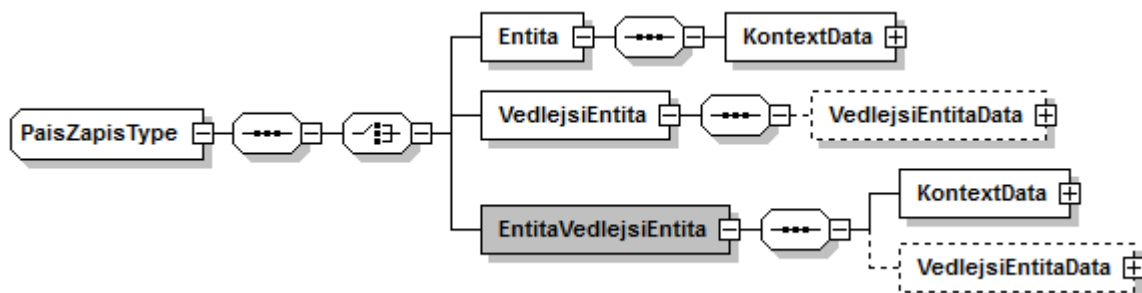 Entita
KontextData
VedlejsiEntita
VedlejsiEntitaData
PaisZapisType
KontextData
EntitaVedlejsiEntita
VedlejsiEntitaData